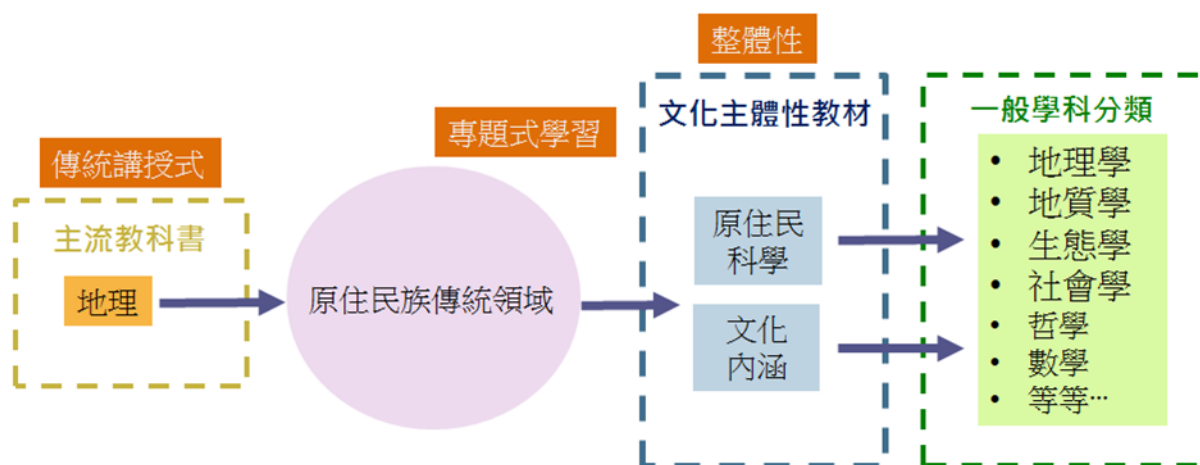 傳統講授式
主流教科書
地理
專題式學習
原住民族傳統領域
整體性
文化主體性教材
原住民
科學
文化
內涵
一般學科分類
• 地理學
• 地質學
• 生態學
• 社會學
• 哲學
• 數學
• 等等…